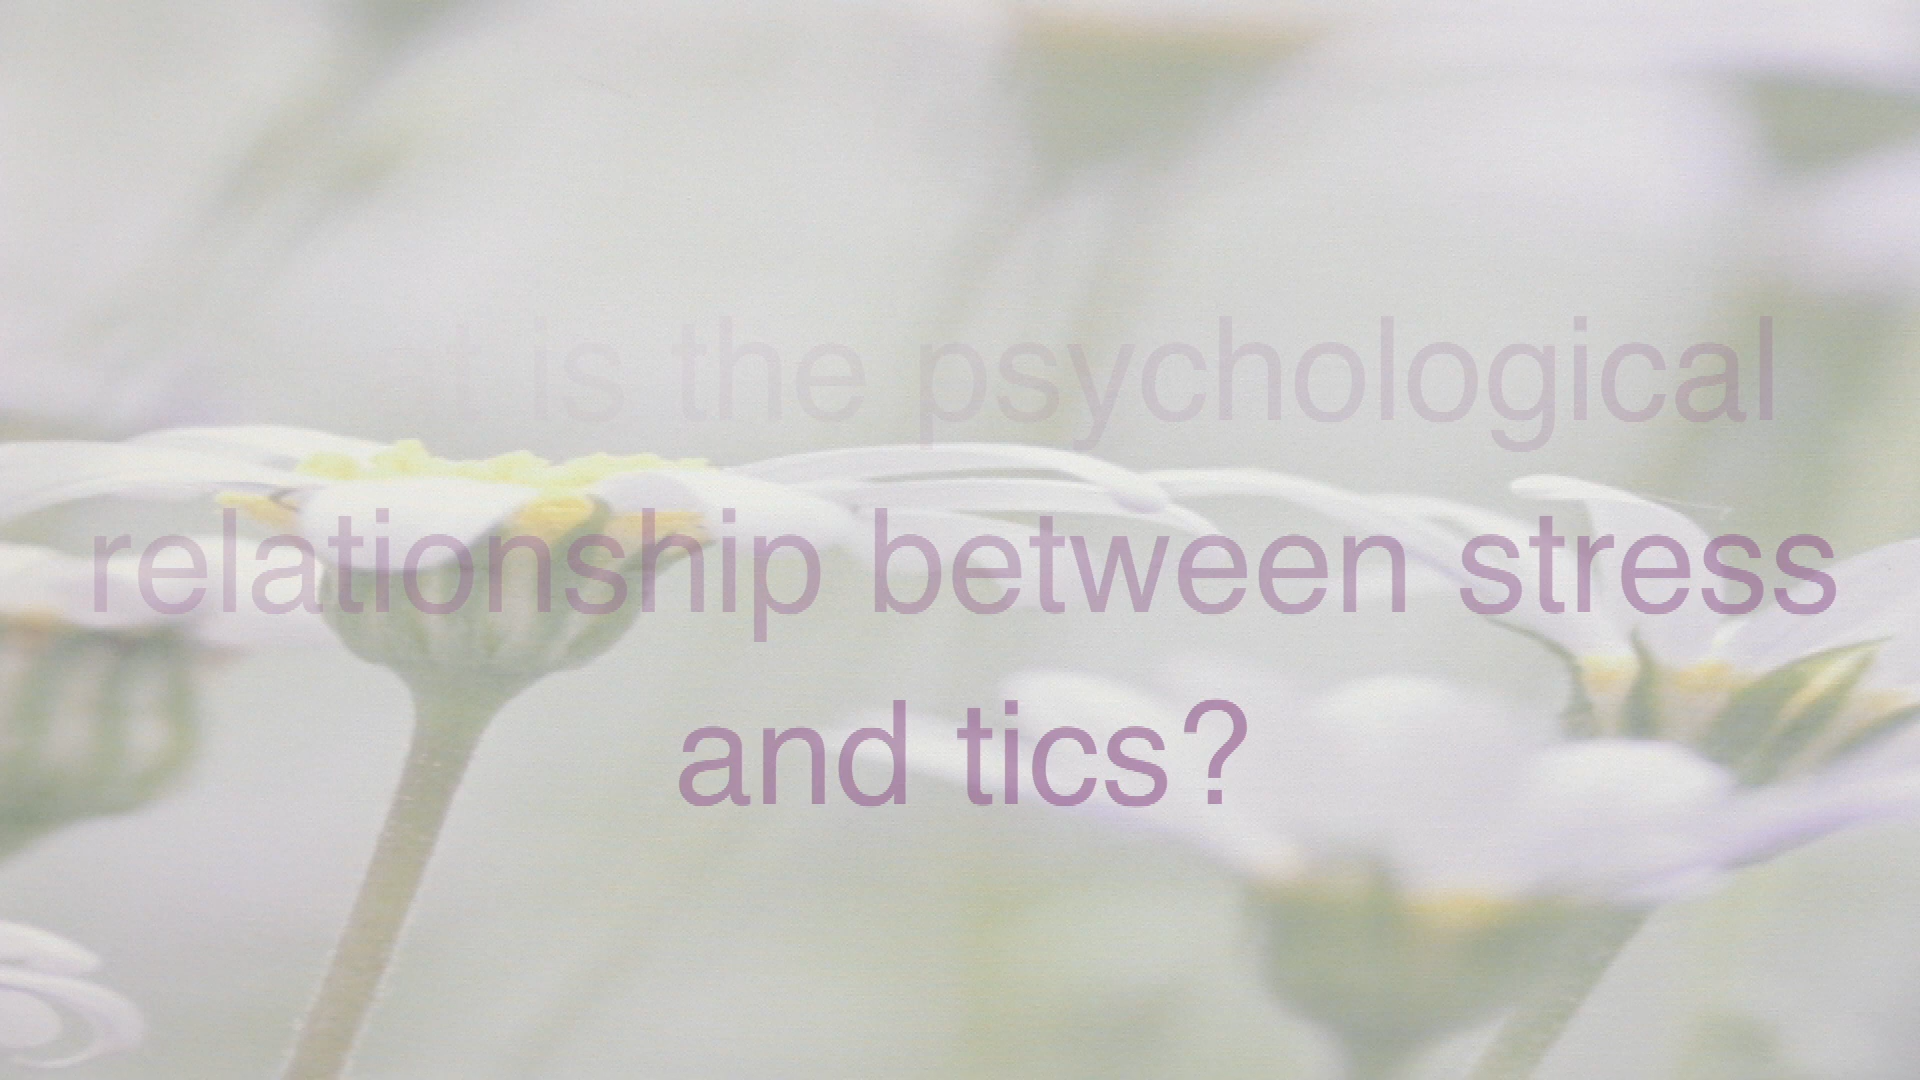 is the psychological
relationship between stress
and tics?